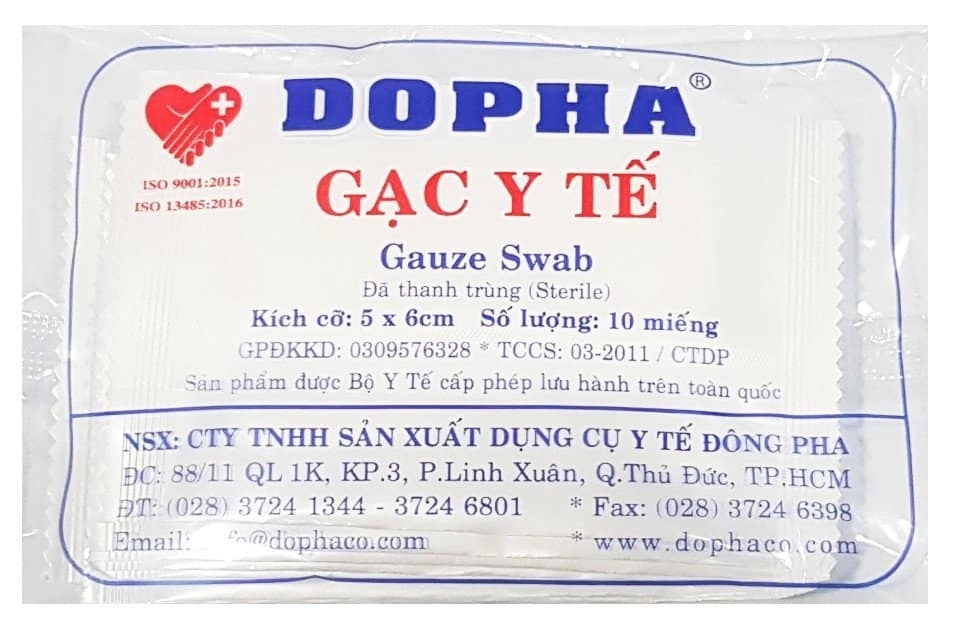 DOPHA®
ISO 9001:2015
ISO 13485:2016
GẠC Y TẾ
Gauze Swab
Đã thanh trùng (Sterile)
Kích cỡ: 5 x 6cm Số lượng: 10 miếng
GPĐKKD: 0309576328 * TCCS: 03-2011 / CTDP
Sản phẩm được Bộ Y Tế cấp phép lưu hành trên toàn quốc
NSX: CTY TNHH SẢN XUẤT DỤNG CỤ Y TẾ ĐÔNG PHA
ĐC: 88/11 QL 1K, KP.3, P.Linh Xuân, Q.Thủ Đức, TP.HCM
ĐT: (028) 3724 1344 - 3724 6801 * Fax: (028) 3724 6398
Email: @dophaco.com * www.dophaco.com